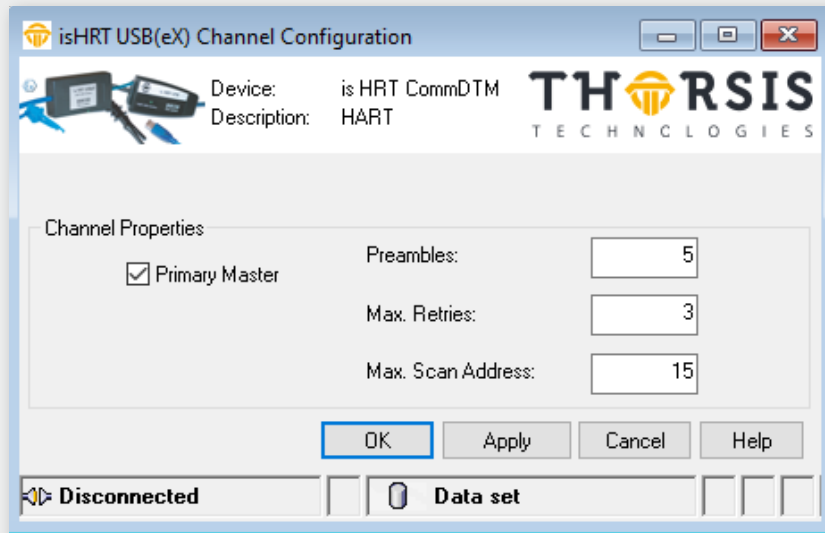 isHRT USB(eX) Channel Configuration
Device: is HRT CommDTM
Description: HART
THORSIS
TECHNCLOGIES
Channel Properties
Primary Master
Preambles: 5
Max. Retries: 3
Max. Scan Address: 15
OK Apply Cancel Help
Disconnected Data set